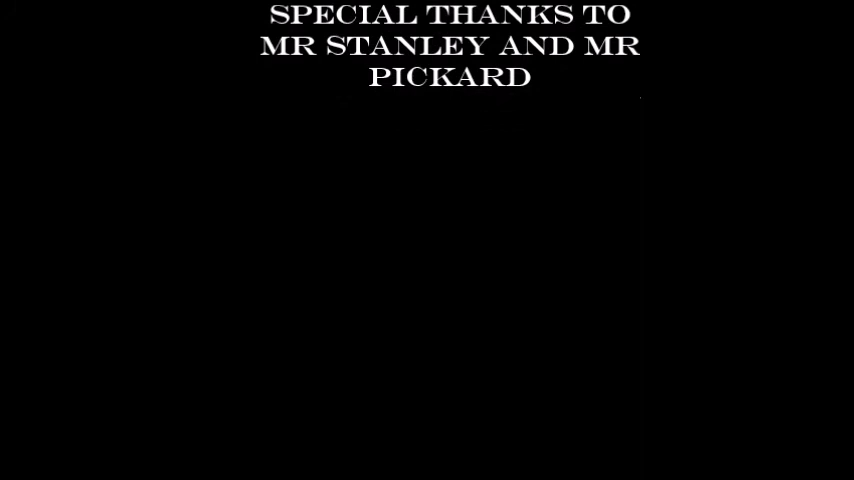 SPECIAL THANKS TO
MR STANLEY AND MR
PICKARD